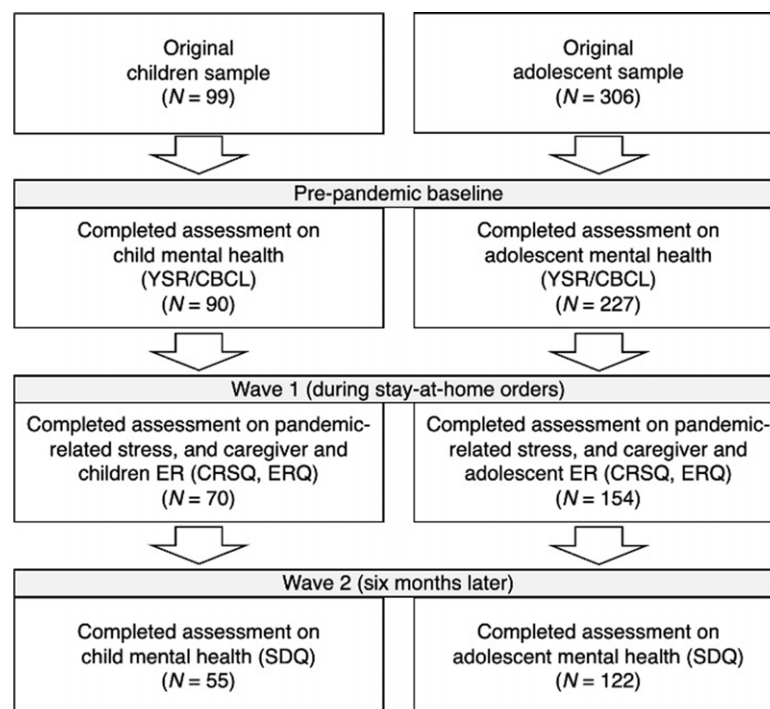 Original
children sample
(N = 99)
Original
adolescent sample
(N = 306)
Pre-pandemic baseline
Completed assessment on
child mental health
(YSR/CBCL)
(N = 90)
Completed assessment on
adolescent mental health
(YSR/CBCL)
(N = 227)
Wave 1 (during stay-at-home orders)
Completed assessment on pandemic-
related stress, and caregiver and
children ER (CRSQ, ERQ)
(N = 70)
Completed assessment on pandemic-
related stress, and caregiver and
adolescent ER (CRSQ, ERQ)
(N = 154)
Wave 2 (six months later)
Completed assessment on
child mental health (SDQ)
(N = 55)
Completed assessment on
adolescent mental health (SDQ)
(N = 122)